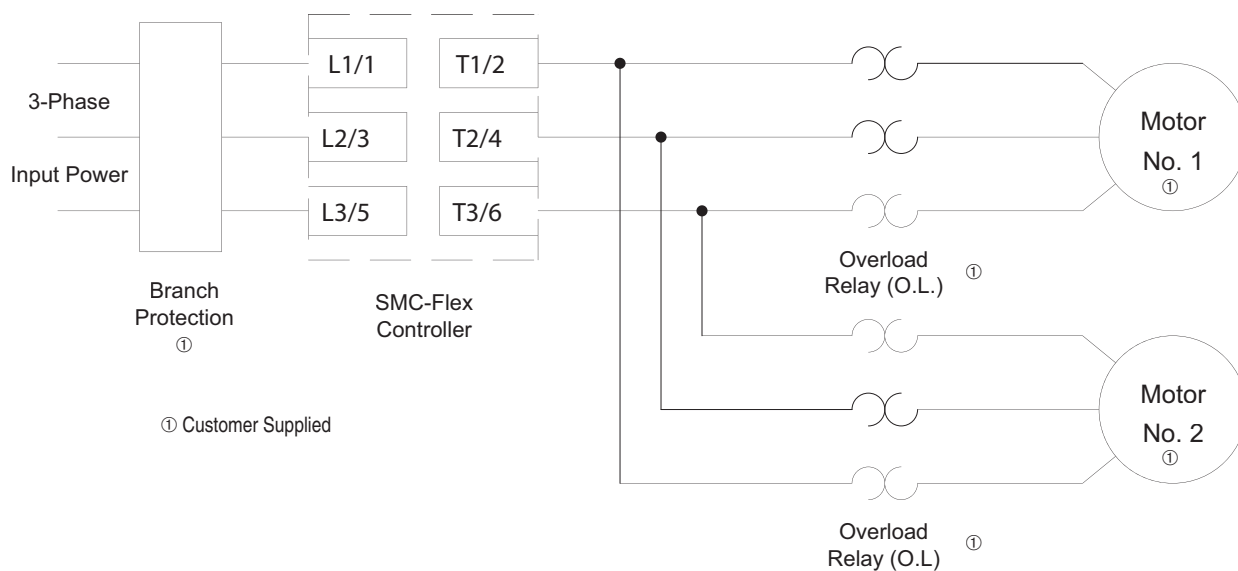 3-Phase
Input Power
Branch
Protection
①
L1/1
T1/2
L2/3
T2/4
L3/5
T3/6
SMC-Flex
Controller
① Customer Supplied
Overload ①
Relay (O.L.)
Motor
No. 1
①
Motor
No. 2
①
Overload ①
Relay (O.L)